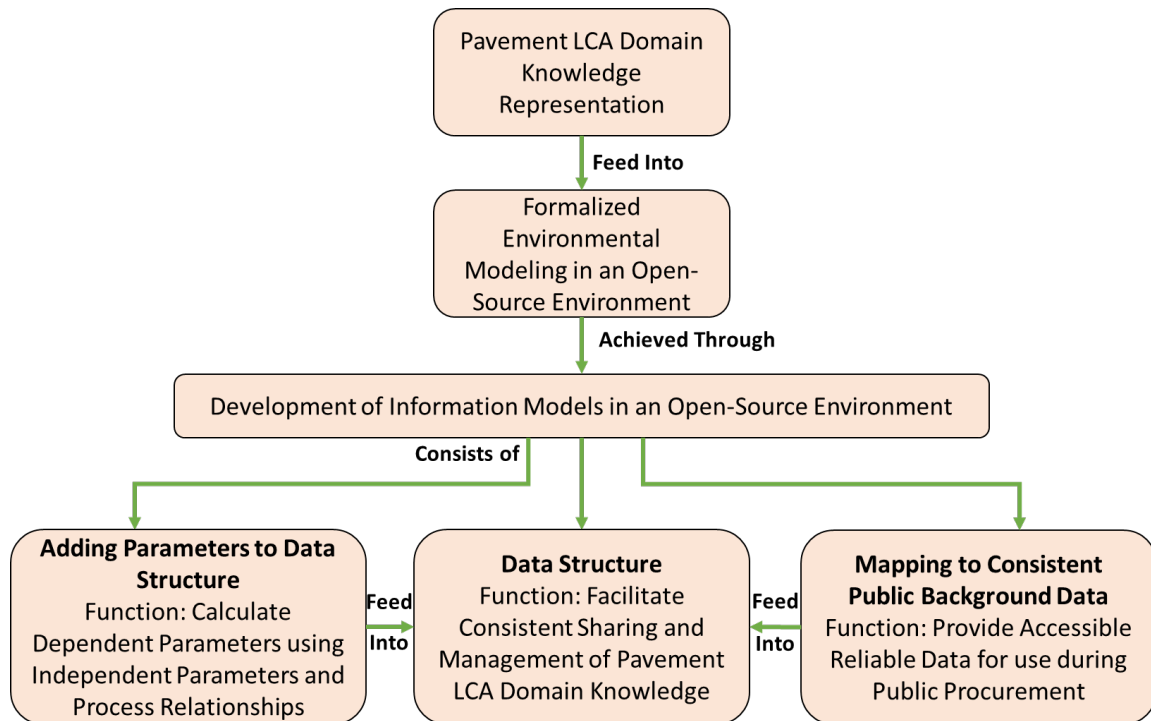 Pavement LCA Domain
Knowledge
Representation
Feed Into
Formalized
Environmental
Modeling in an Open-
Source Environment
Achieved Through
Development of Information Models in an Open-Source Environment
Consists of
Adding Parameters to Data
Structure
Function: Calculate
Dependent Parameters using
Independent Parameters and
Process Relationships
Feed
Into
Data Structure
Function: Facilitate
Consistent Sharing and
Management of Pavement
LCA Domain Knowledge
Feed
Into
Mapping to Consistent
Public Background Data
Function: Provide Accessible
Reliable Data for use during
Public Procurement